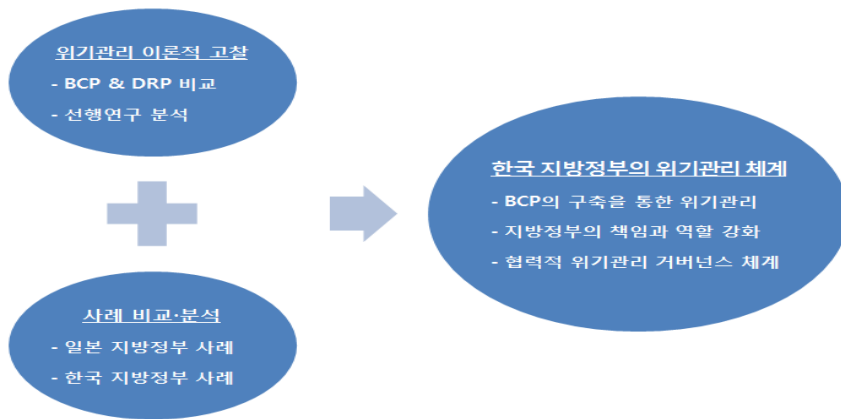 위기관리 이론적 고찰
- BCP & DRP 비교
- 선행연구 분석
사례 비교·분석
- 일본 지방정부 사례
- 한국 지방정부 사례
한국 지방정부의 위기관리 체계
- BCP의 구축을 통한 위기관리
- 지방정부의 책임과 역할 강화
- 협력적 위기관리 거버넌스 체계